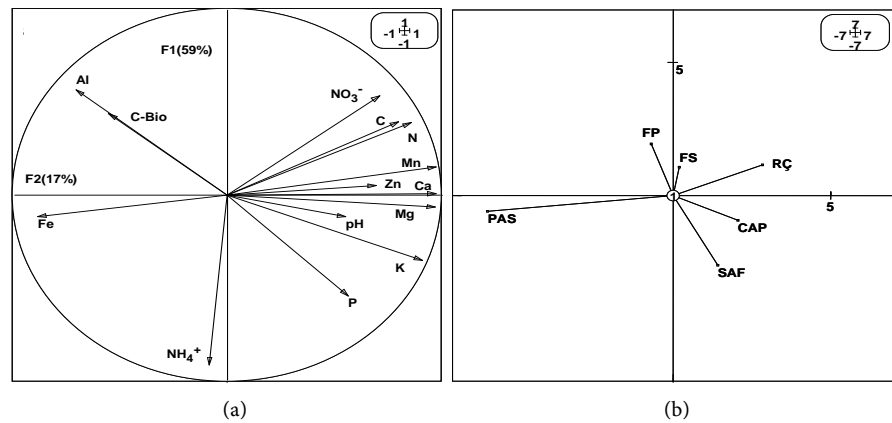 1
-1 1
-1
F1(59%)
Al
C-Bio
NO3-
C
N
Mn
F2(17%)
Zn
Ca
Mg
Fe
pH
K
P
NH4+
(a)
7
-7 7
-7
5
FP
FS
RÇ
1
5
PAS
CAP
SAF
(b)